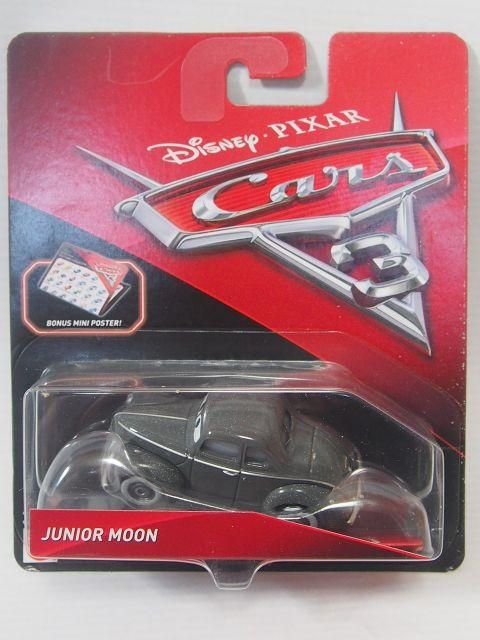 Disney · PIXAR
Cars
3
BONUS MINI POSTER!
JUNIOR MOON